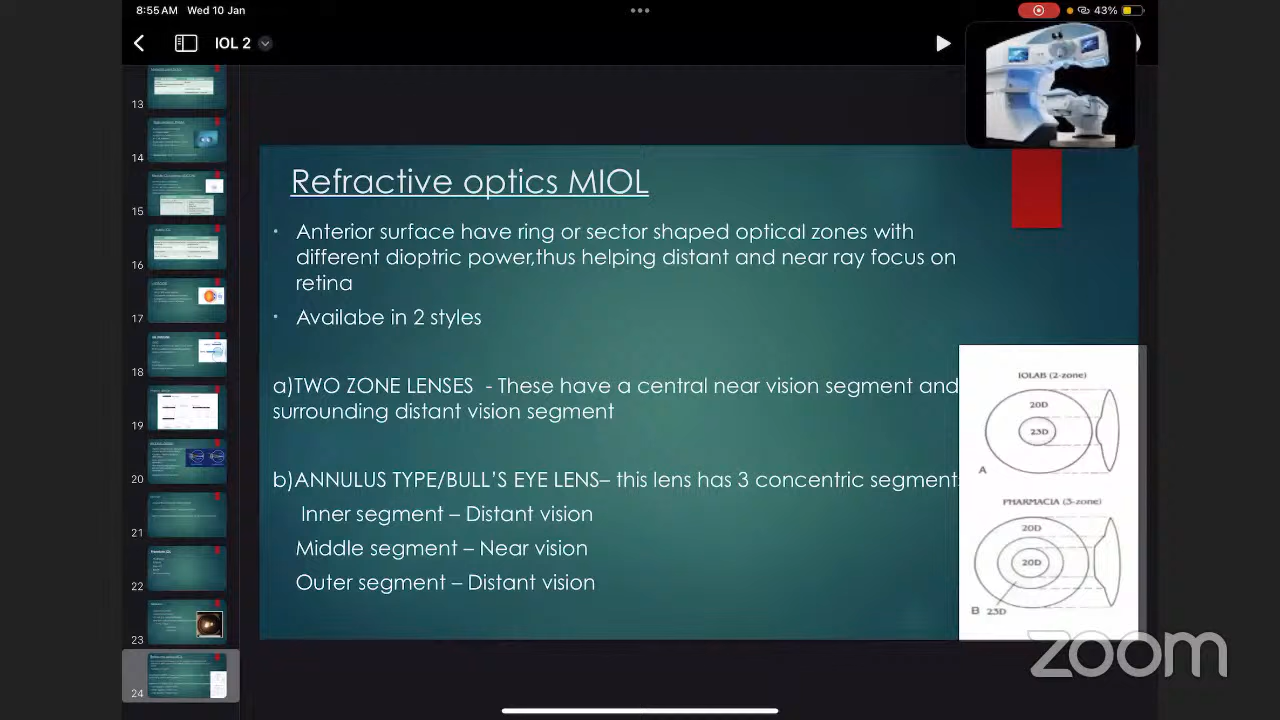 8:55 AM Wed 10 Jan
43%
IOL 2
13
14
15
16
17
18
19
20
21
22
23
24
Refractive optics MIOL
• Anterior surface have ring or sector shaped optical zones with
different dioptric power,thus helping distant and near ray focus on
retina
• Availabe in 2 styles
a)TWO ZONE LENSES - These have a central near vision segment and
surrounding distant vision segment
b)ANNULUS TYPE/BULL'S EYE LENS– this lens has 3 concentric segment
Inner segment – Distant vision
Middle segment – Near vision
Outer segment – Distant vision
IOLAB (2-zone)
20D
23D
A
PHARMACIA (3-zone)
20D
20D
B 23D
zoom